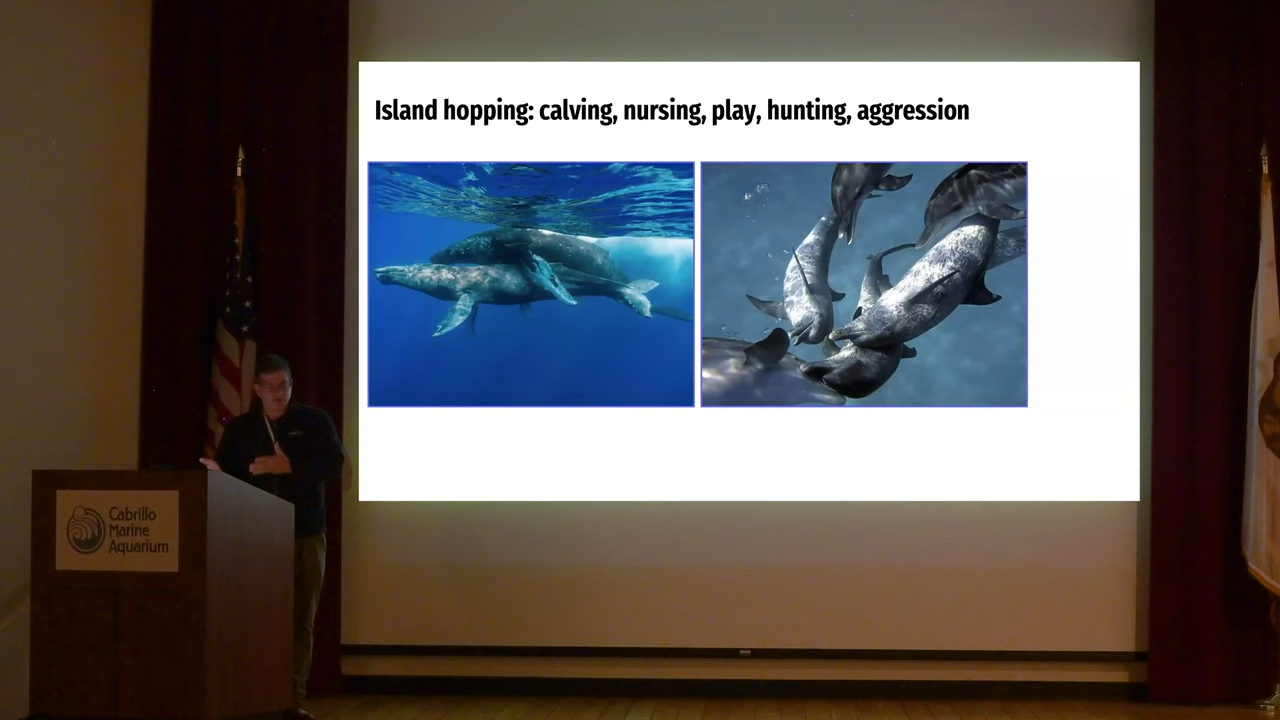 Island hopping: calving, nursing, play, hunting, aggression
Cabrillo
Marine
Aquarium